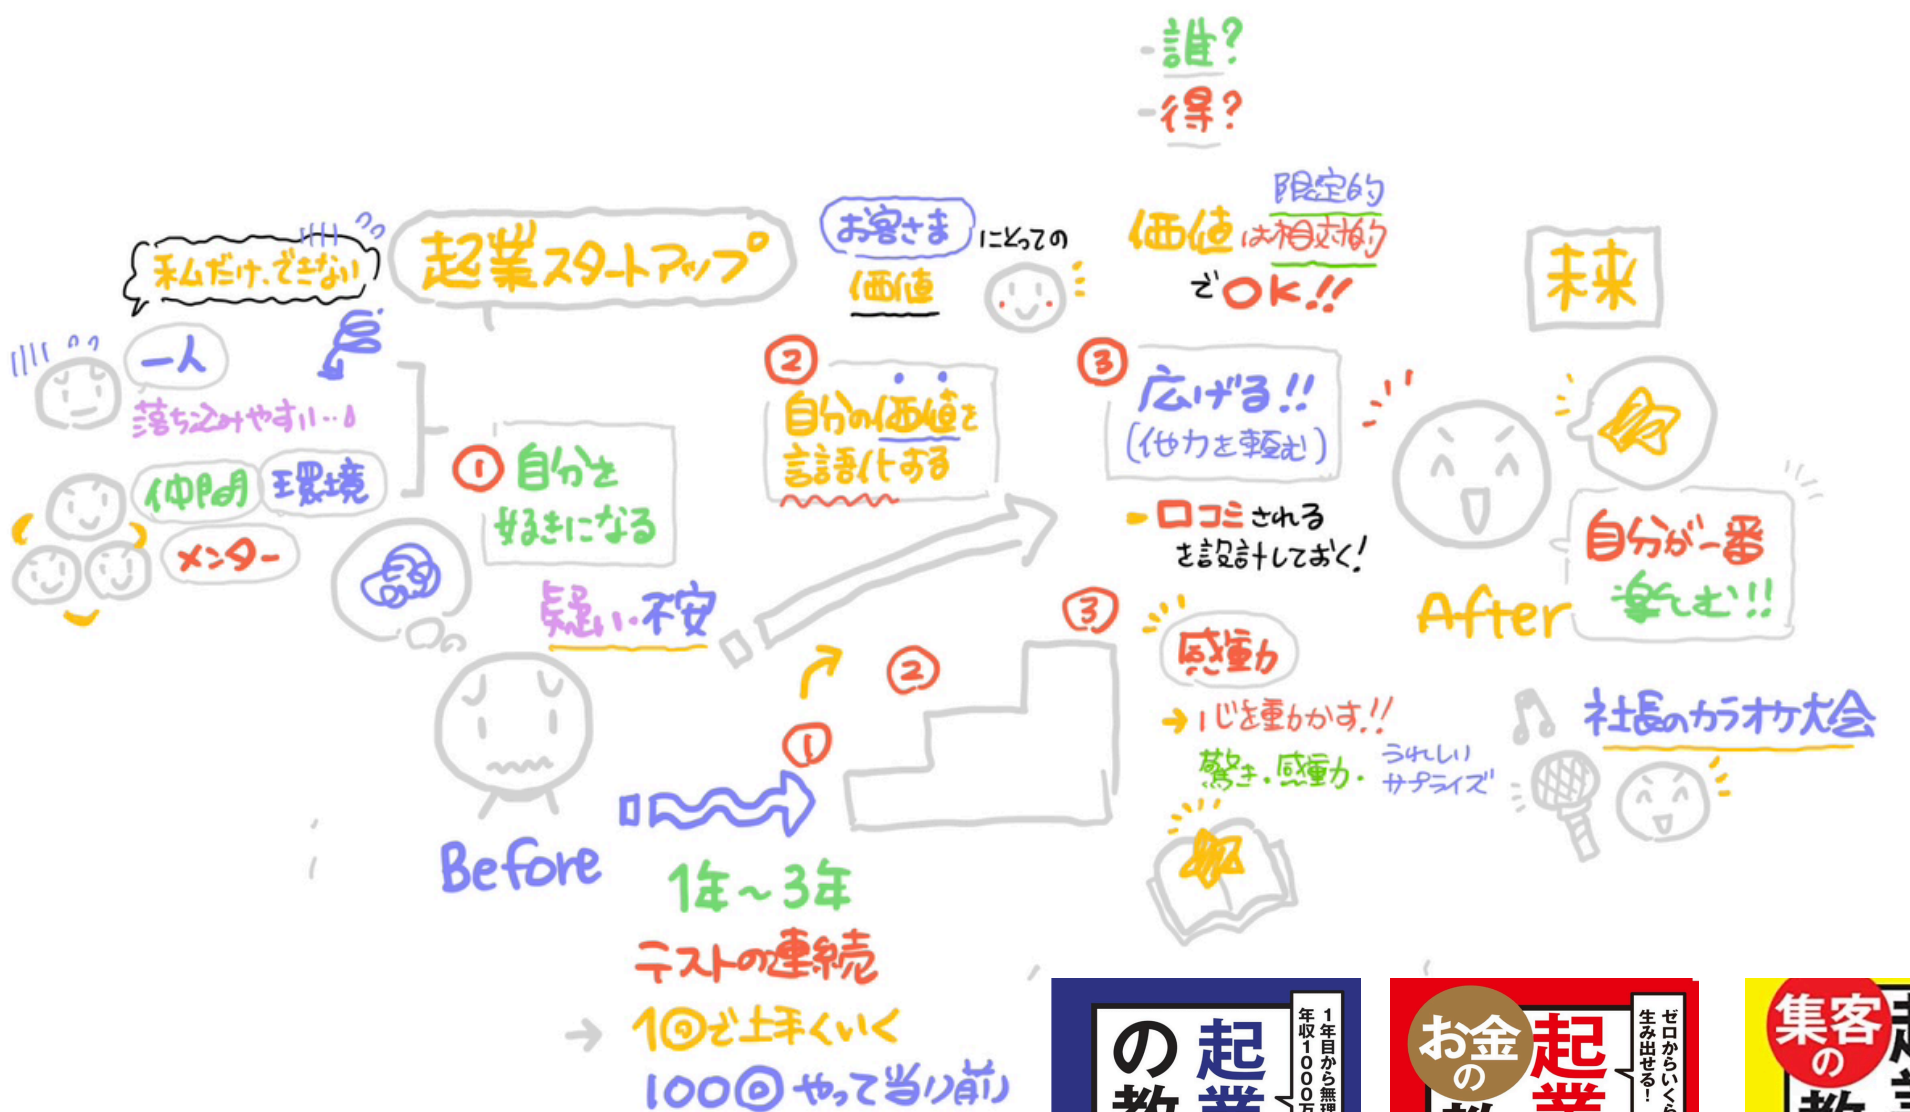 誰?
得?
限定的
価値は相対的
でOK!!
未来
お客さまにとっての
価値
起業スタートアップ
私だけ、できない
一人
落ち込みやすい…
仲間
環境
メンター
① 自分を
好きになる
疑い・不安
②
自分の価値を
言語化する
③
広げる!!
(他力を頼む)
口コミされる
を設計しておく!
自分が一番
楽しむ!!
After
①
②
③
感動
→心を動かす!!
驚き・感動・うれしい
サプライズ
社長のカラオケ大会
Before
1年～3年
テストの連続
→ 1回で上手くいく
100回やって当り前
1年目から無理
年収1000万
起業
の教
ゼロからいくら
生み出せる!
起業
お金
の
集客
の